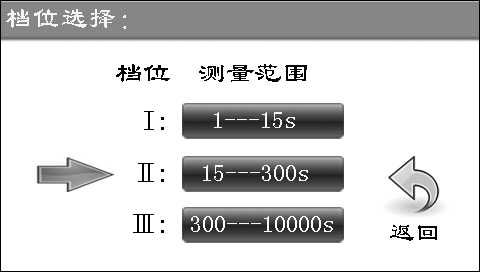 档位选择：
档位 测量范围
Ⅰ: 1---15s
Ⅱ: 15---300s
Ⅲ: 300---10000s
返回